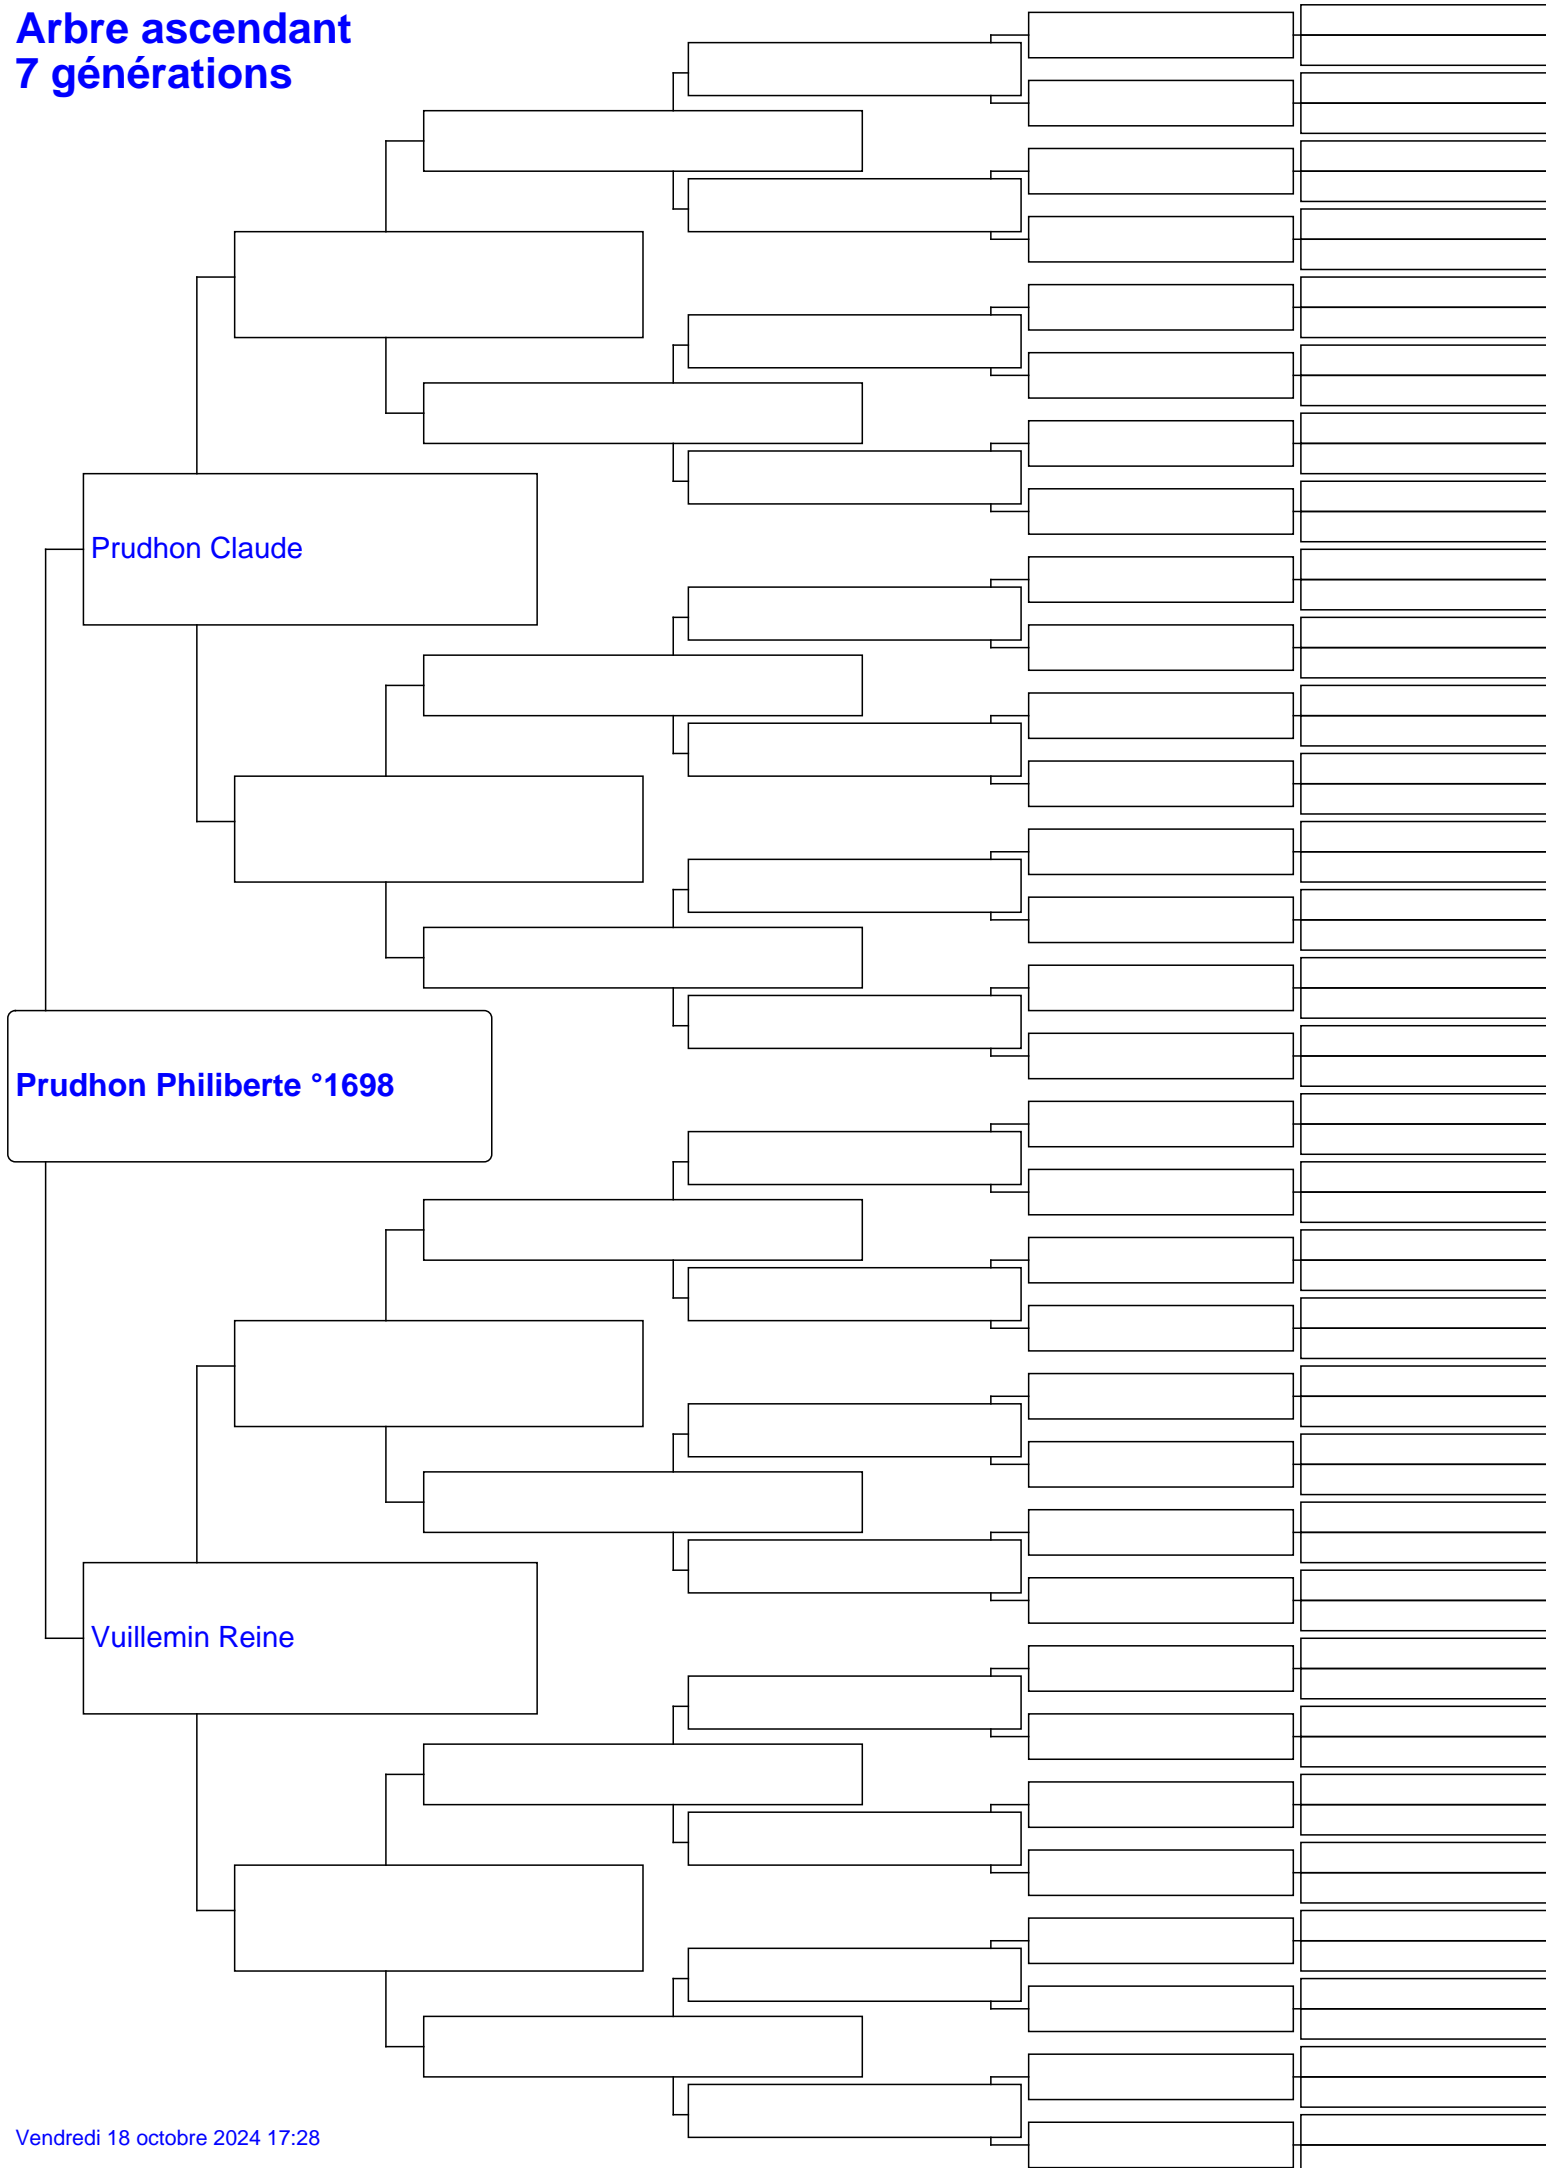 Arbre ascendant
7 générations
Prudhon Claude
Prudhon Philiberte °1698
Vuillemin Reine
Vendredi 18 octobre 2024 17:28